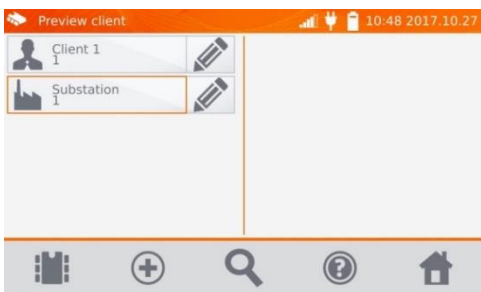 Preview client
10:48 2017.10.27
Client 1
1
Substation
1